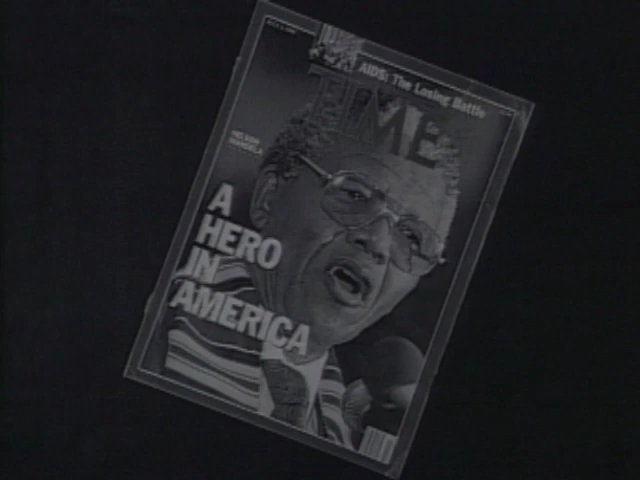 AIDS: The Losing Battle
TIME
NELSON
MANDELA
A
HERO
IN
AMERICA